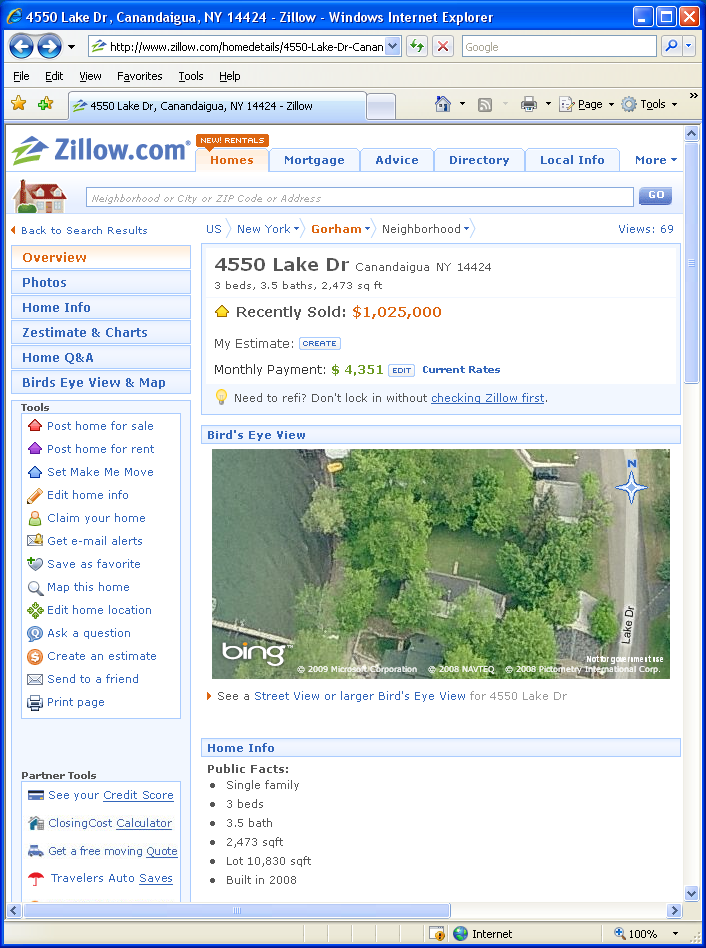 4550 Lake Dr, Canandaigua, NY 14424 - Zillow - Windows Internet Explorer
http://www.zillow.com/homedetails/4550-Lake-Dr-Canan
Google
File Edit View Favorites Tools Help
4550 Lake Dr, Canandaigua, NY 14424 - Zillow
Page Tools
Zillow.com®
NEW! RENTALS
Homes Mortgage Advice Directory Local Info More
Neighborhood or City or ZIP Code or Address
GO
Back to Search Results
US New York Gorham Neighborhood Views: 69
Overview
Photos
Home Info
Zestimate & Charts
Home Q&A
Birds Eye View & Map
Tools
Post home for sale
Post home for rent
Set Make Me Move
Edit home info
Claim your home
Get e-mail alerts
Save as favorite
Map this home
Edit home location
Ask a question
Create an estimate
Send to a friend
Print page
Partner Tools
See your Credit Score
ClosingCost Calculator
Get a free moving Quote
Travelers Auto Saves
4550 Lake Dr Canandaigua NY 14424
3 beds, 3.5 baths, 2,473 sq ft
Recently Sold: $1,025,000
My Estimate: CREATE
Monthly Payment: $ 4,351 EDIT Current Rates
Need to refi? Don't lock in without checking Zillow first.
Bird's Eye View
N
Lake Dr
bing™
Not for government use
© 2009 Microsoft Corporation © 2008 NAVTEQ © 2008 Pictometry International Corp.
See a Street View or larger Bird's Eye View for 4550 Lake Dr
Home Info
Public Facts:
• Single family
• 3 beds
• 3.5 bath
• 2,473 sqft
• Lot 10,830 sqft
• Built in 2008
Internet 100%